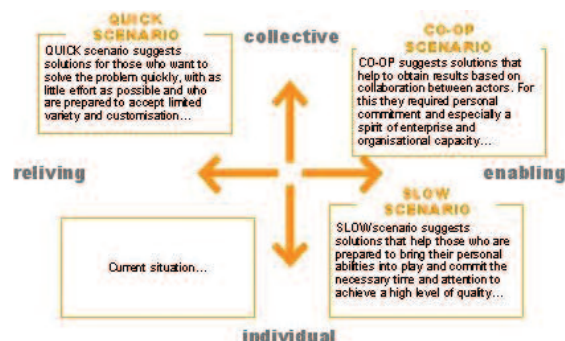 QUICK
SCENARIO
QUICK scenario suggests
solutions for those who want to
solve the problem quickly, with as
little effort as possible and who
are prepared to accept limited
variety and customisation...
collective
CO-OP
SCENARIO
CO-OP suggests solutions that
help to obtain results based on
collaboration between actors. For
this they required personal
commitment and especially a
spirit of enterprise and
organisational capacity...
reliving
enabling
Current situation...
SLOW
SCENARIO
SLOW scenario suggests
solutions that help those who are
prepared to bring their personal
abilities into play and commit the
necessary time and attention to
achieve a high level of quality...
individual